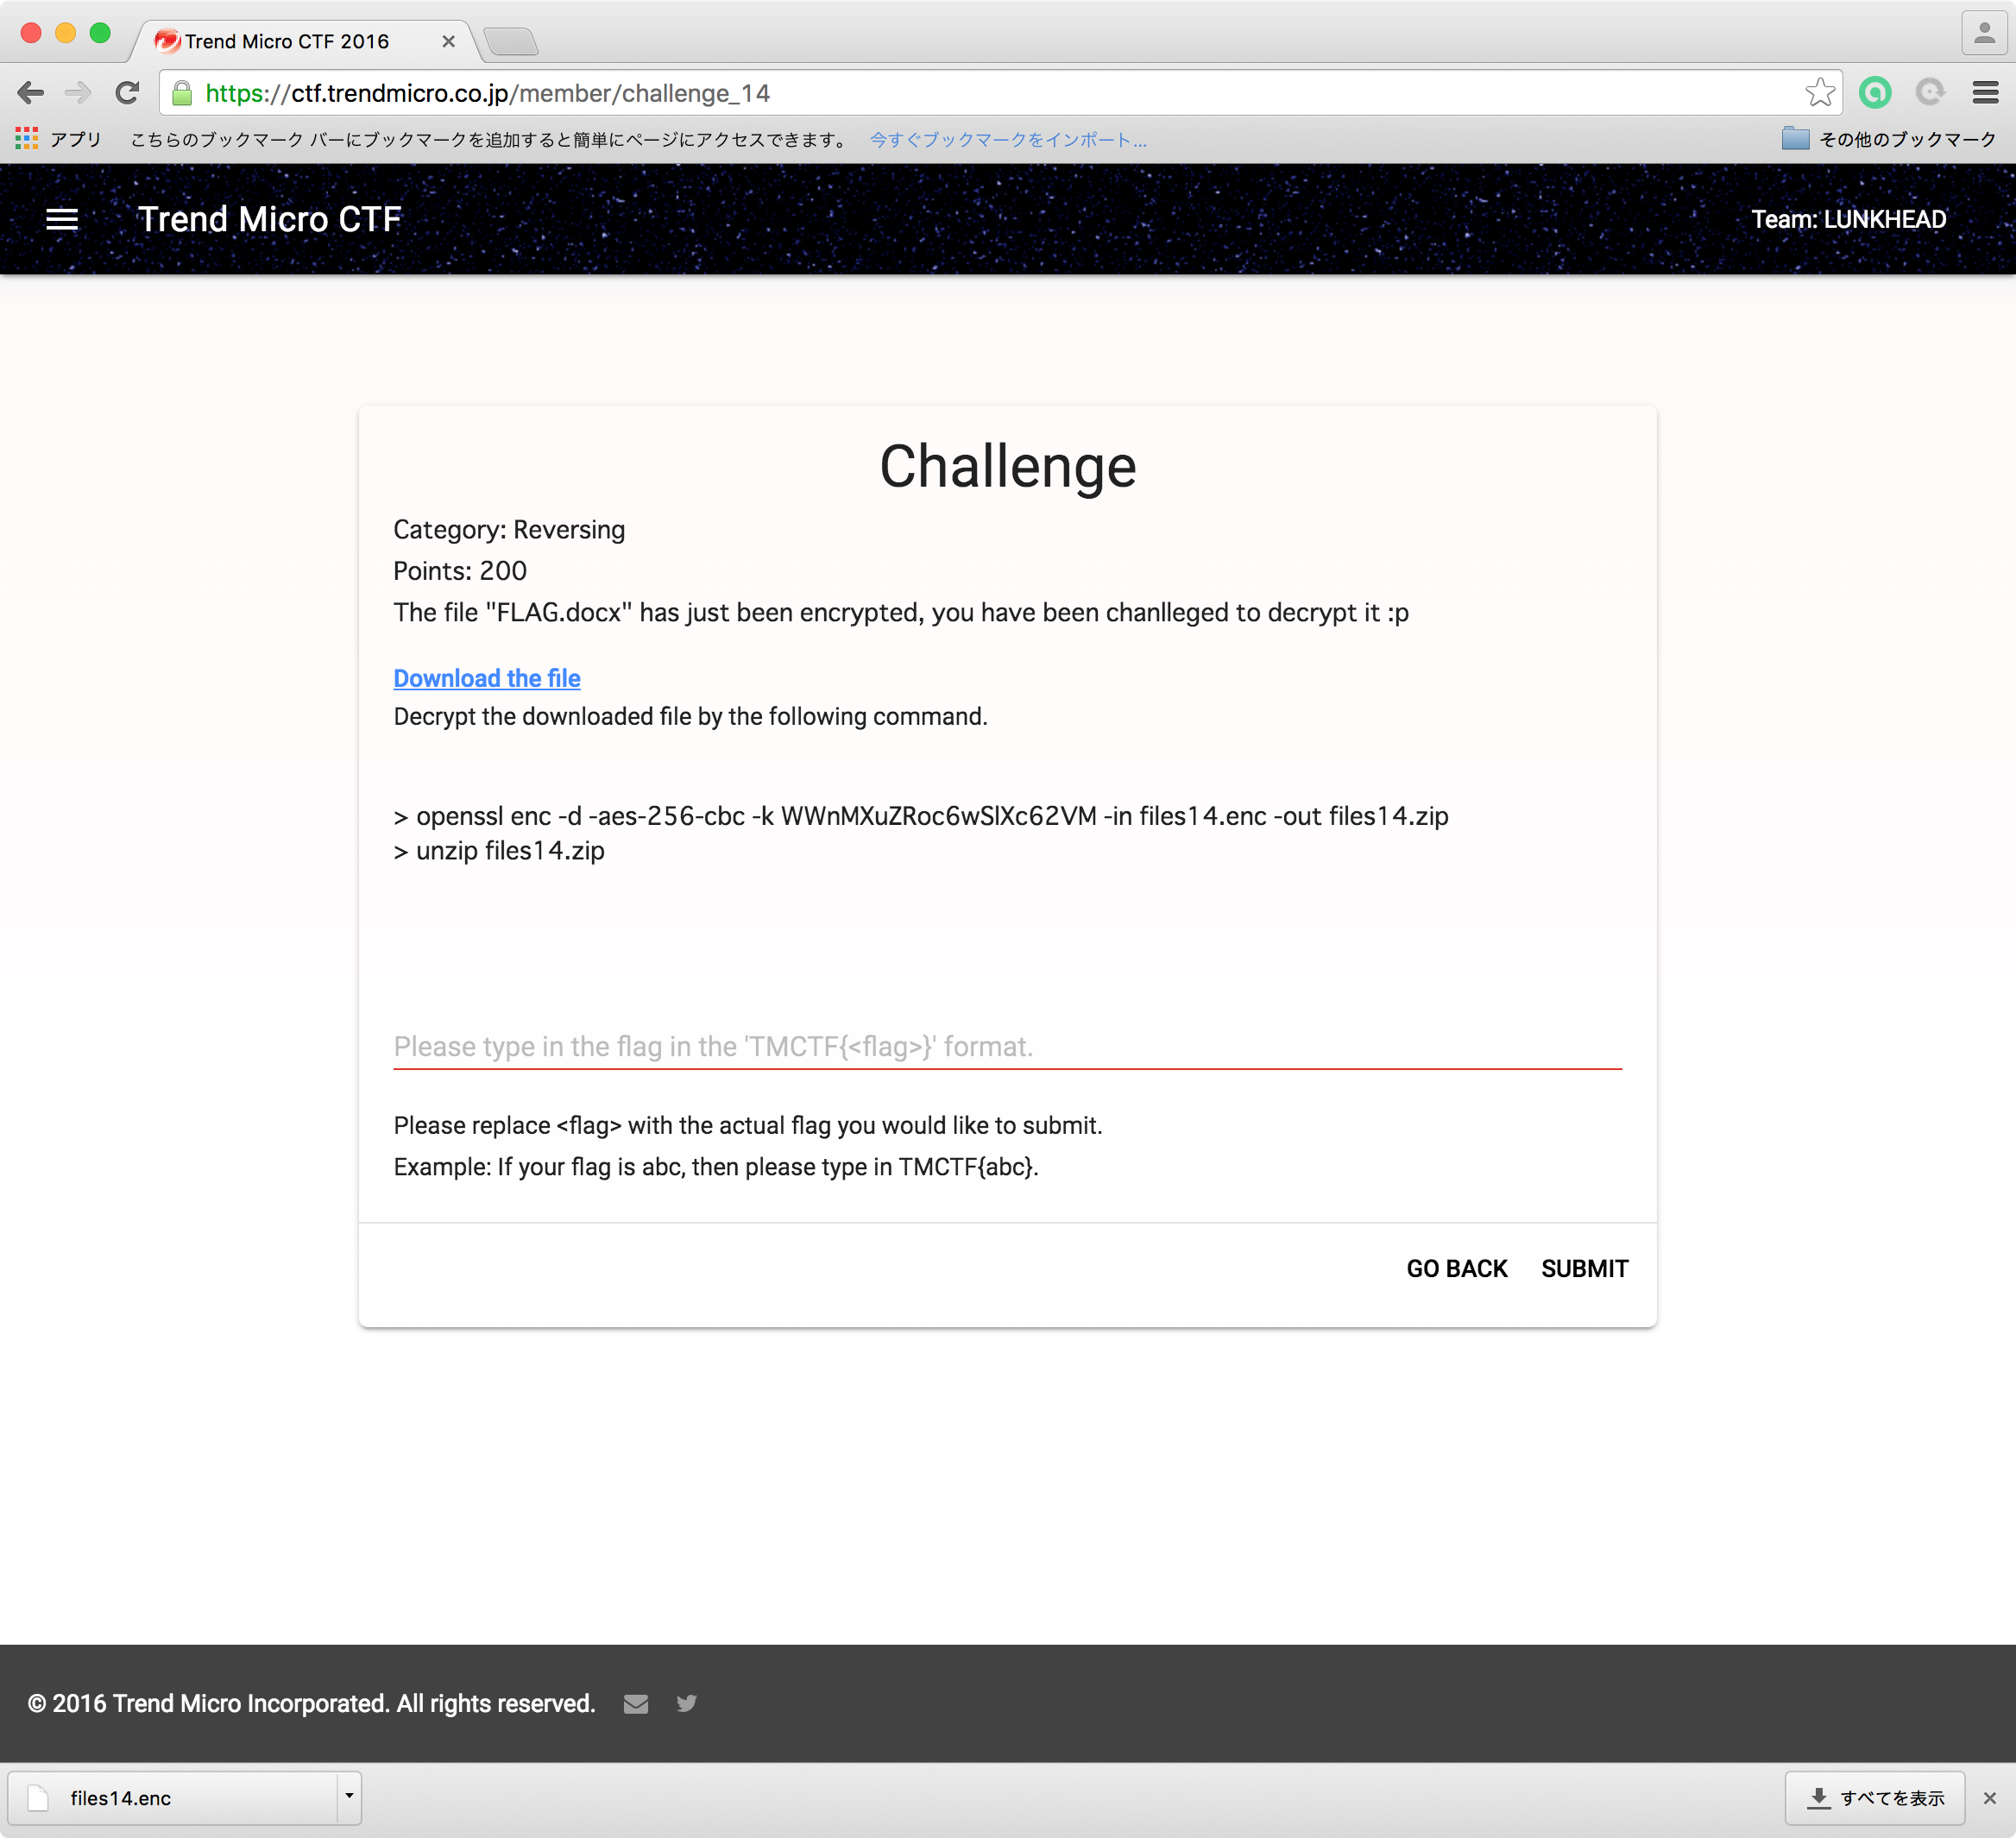 Trend Micro CTF 2016
https://ctf.trendmicro.co.jp/member/challenge_14
アプリ こちらのブックマーク バーにブックマークを追加すると簡単にページにアクセスできます。 今すぐブックマークをインポート... その他のブックマーク
Trend Micro CTF
Team: LUNKHEAD
Challenge
Category: Reversing
Points: 200
The file "FLAG.docx" has just been encrypted, you have been chanlleged to decrypt it :p
Download the file
Decrypt the downloaded file by the following command.
> openssl enc -d -aes-256-cbc -k WWnMXuZRoc6wSlXc62VM -in files14.enc -out files14.zip
> unzip files14.zip
Please type in the flag in the 'TMCTF{<flag>}' format.
Please replace <flag> with the actual flag you would like to submit.
Example: If your flag is abc, then please type in TMCTF{abc}.
GO BACK SUBMIT
© 2016 Trend Micro Incorporated. All rights reserved.
files14.enc
すべてを表示